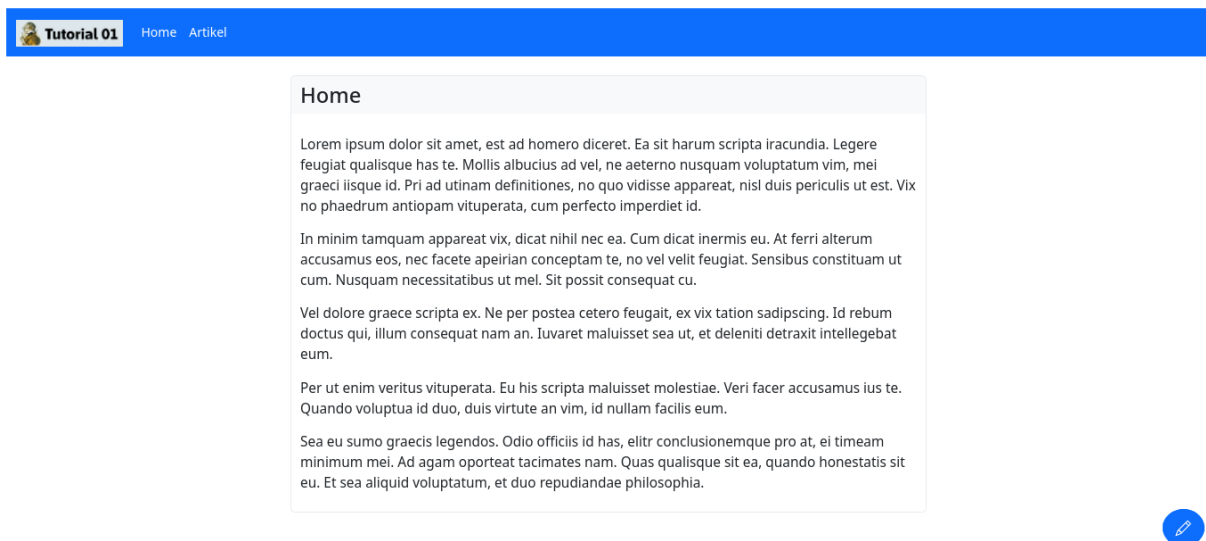 Tutorial 01 Home Artikel
Home
Lorem ipsum dolor sit amet, est ad homero diceret. Ea sit harum scripta iracundia. Legere
feugiat qualisque has te. Mollis albucius ad vel, ne aeterno nusquam voluptatum vim, mei
graeci iisque id. Pri ad utinam definitiones, no quo vidisse appareat, nisl duis periculis ut est. Vix
no phaedrum antiopam vituperata, cum perfecto imperdiet id.
In minim tamquam appareat vix, dicat nihil nec ea. Cum dicat inermis eu. At ferri alterum
accusamus eos, nec facete apeirian conceptam te, no vel velit feugiat. Sensibus constituam ut
cum. Nusquam necessitatibus ut mel. Sit possit consequat cu.
Vel dolore graece scripta ex. Ne per postea cetero feugait, ex vix tation sadipscing. Id rebum
doctus qui, illum consequat nam an. Iuvaret maluisset sea ut, et deleniti detraxit intellegebat
eum.
Per ut enim veritus vituperata. Eu his scripta maluisset molestiae. Veri facer accusamus ius te.
Quando voluptua id duo, duis virtute an vim, id nullam facilis eum.
Sea eu sumo graecis legendos. Odio officiis id has, elitr conclusionemque pro at, ei timeam
minimum mei. Ad agam oporteat tacimates nam. Quas qualisque sit ea, quando honestatis sit
eu. Et sea aliquid voluptatum, et duo repudiandae philosophia.